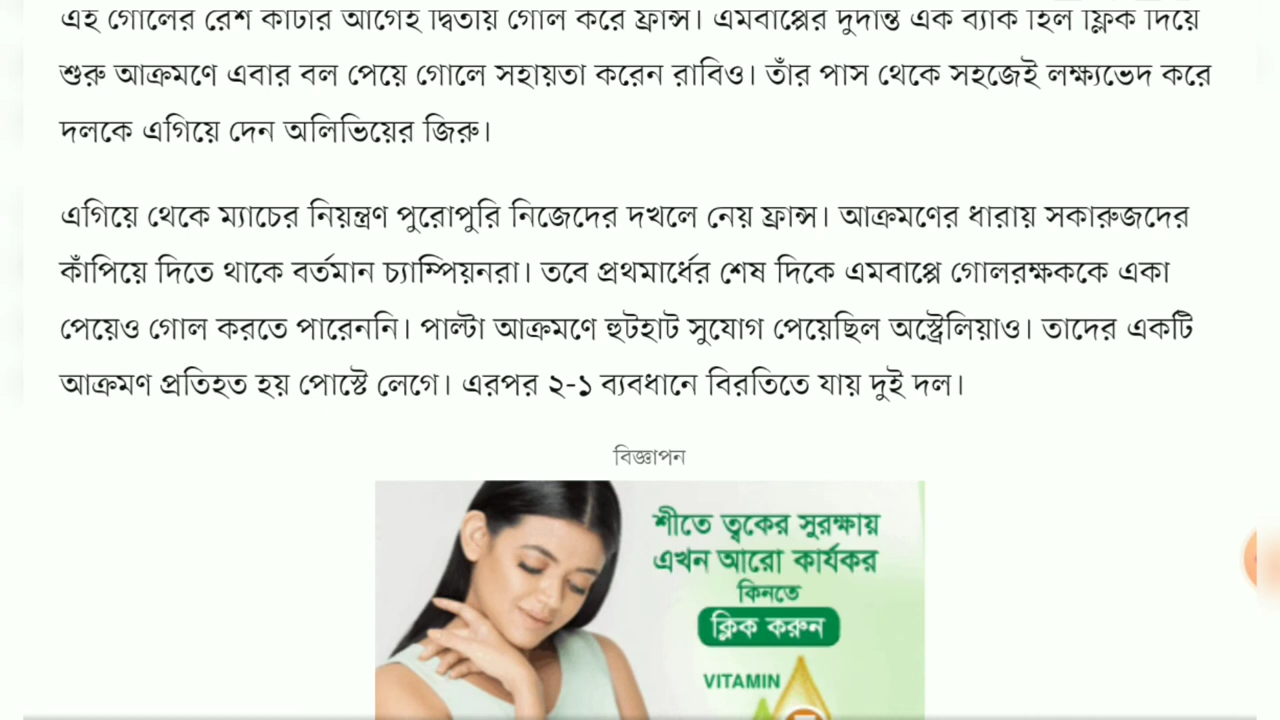 এই গোলের রেশ কাটার আগেই দ্বিতীয় গোল করে ফ্রান্স। এমবাপ্পের দুর্দান্ত এক ব্যাক হিল ফ্লিক দিয়ে
শুরু আক্রমণে এবার বল পেয়ে গোলে সহায়তা করেন রাবিও। তাঁর পাস থেকে সহজেই লক্ষ্যভেদ করে
দলকে এগিয়ে দেন অলিভিয়ের জিরু।
এগিয়ে থেকে ম্যাচের নিয়ন্ত্রণ পুরোপুরি নিজেদের দখলে নেয় ফ্রান্স। আক্রমণের ধারায় সকারুজদের
কাঁপিয়ে দিতে থাকে বর্তমান চ্যাম্পিয়নরা। তবে প্রথমার্ধের শেষ দিকে এমবাপ্পে গোলরক্ষককে একা
পেয়েও গোল করতে পারেননি। পাল্টা আক্রমণে হুটহাট সুযোগ পেয়েছিল অস্ট্রেলিয়াও। তাদের একটি
আক্রমণ প্রতিহত হয় পোস্টে লেগে। এরপর ২-১ ব্যবধানে বিরতিতে যায় দুই দল।
বিজ্ঞাপন
শীতে ত্বকের সুরক্ষায়
এখন আরো কার্যকর
কিনতে
ক্লিক করুন
VITAMIN